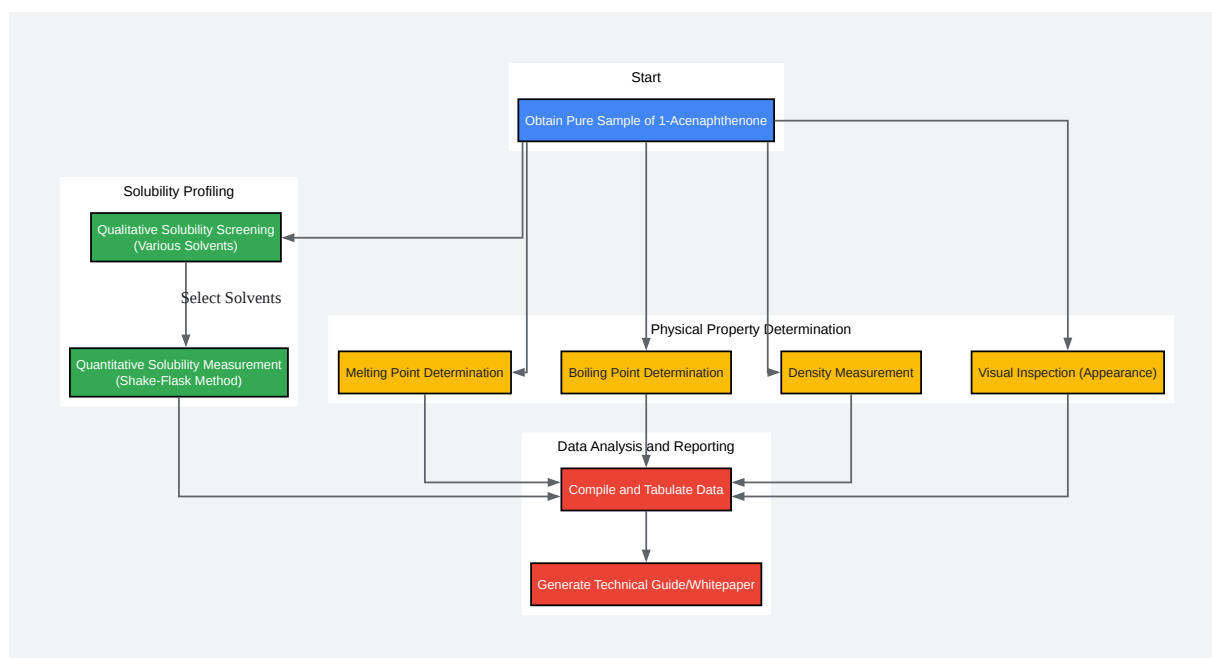 Start
Obtain Pure Sample of 1-Acenaphthenone
Solubility Profiling
Qualitative Solubility Screening
(Various Solvents)
Select Solvents
Quantitative Solubility Measurement
(Shake-Flask Method)
Physical Property Determination
Melting Point Determination
Boiling Point Determination
Density Measurement
Visual Inspection (Appearance)
Data Analysis and Reporting
Compile and Tabulate Data
Generate Technical Guide/Whitepaper